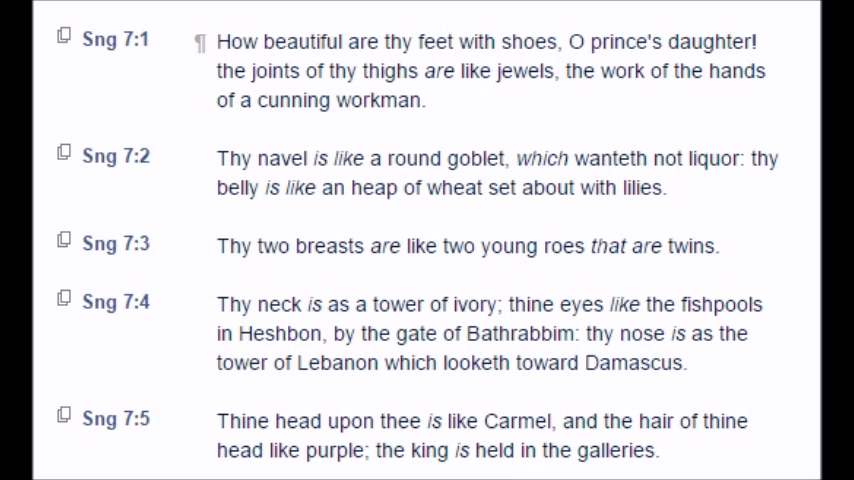 Sng 7:1 ¶ How beautiful are thy feet with shoes, O prince's daughter!
the joints of thy thighs are like jewels, the work of the hands
of a cunning workman.
Sng 7:2 Thy navel is like a round goblet, which wanteth not liquor: thy
belly is like an heap of wheat set about with lilies.
Sng 7:3 Thy two breasts are like two young roes that are twins.
Sng 7:4 Thy neck is as a tower of ivory; thine eyes like the fishpools
in Heshbon, by the gate of Bathrabbim: thy nose is as the
tower of Lebanon which looketh toward Damascus.
Sng 7:5 Thine head upon thee is like Carmel, and the hair of thine
head like purple; the king is held in the galleries.